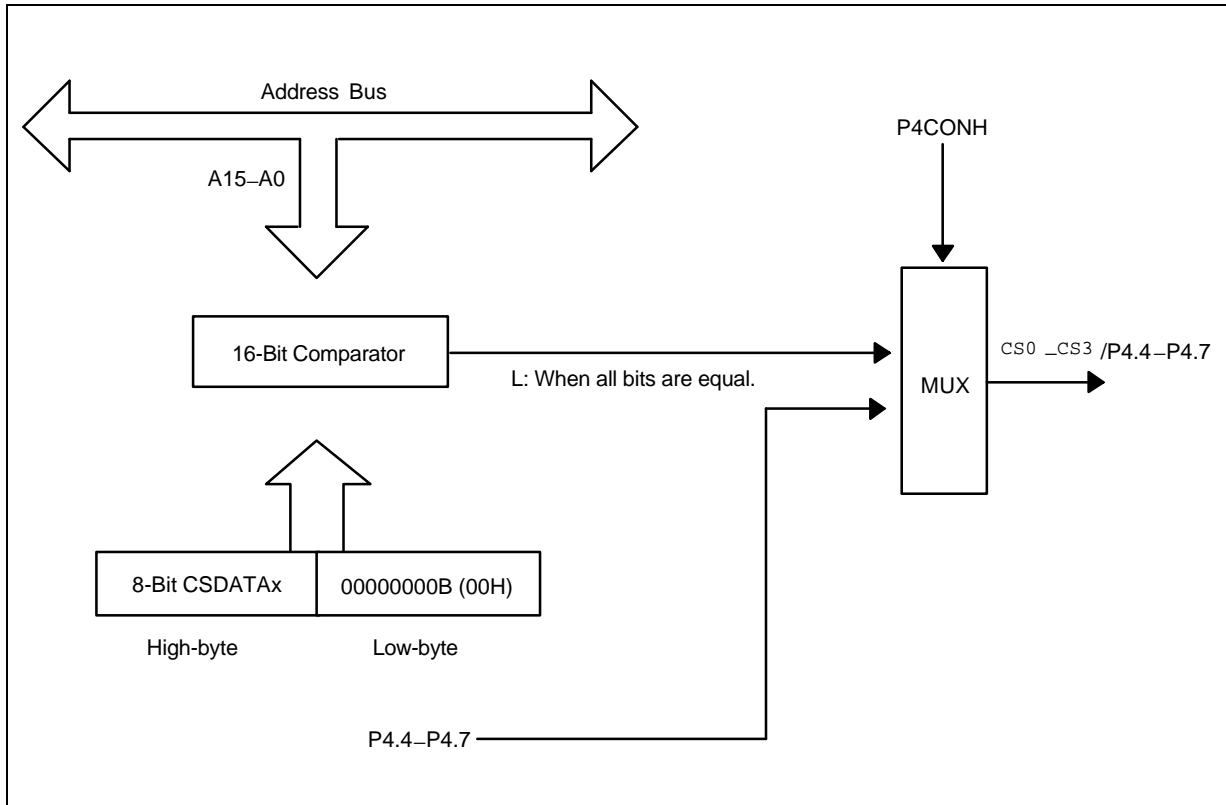 Address Bus
A15–A0
P4CONH
16-Bit Comparator
L: When all bits are equal.
MUX
CS0 –CS3 /P4.4–P4.7
8-Bit CSDATAx
00000000B (00H)
High-byte
Low-byte
P4.4–P4.7